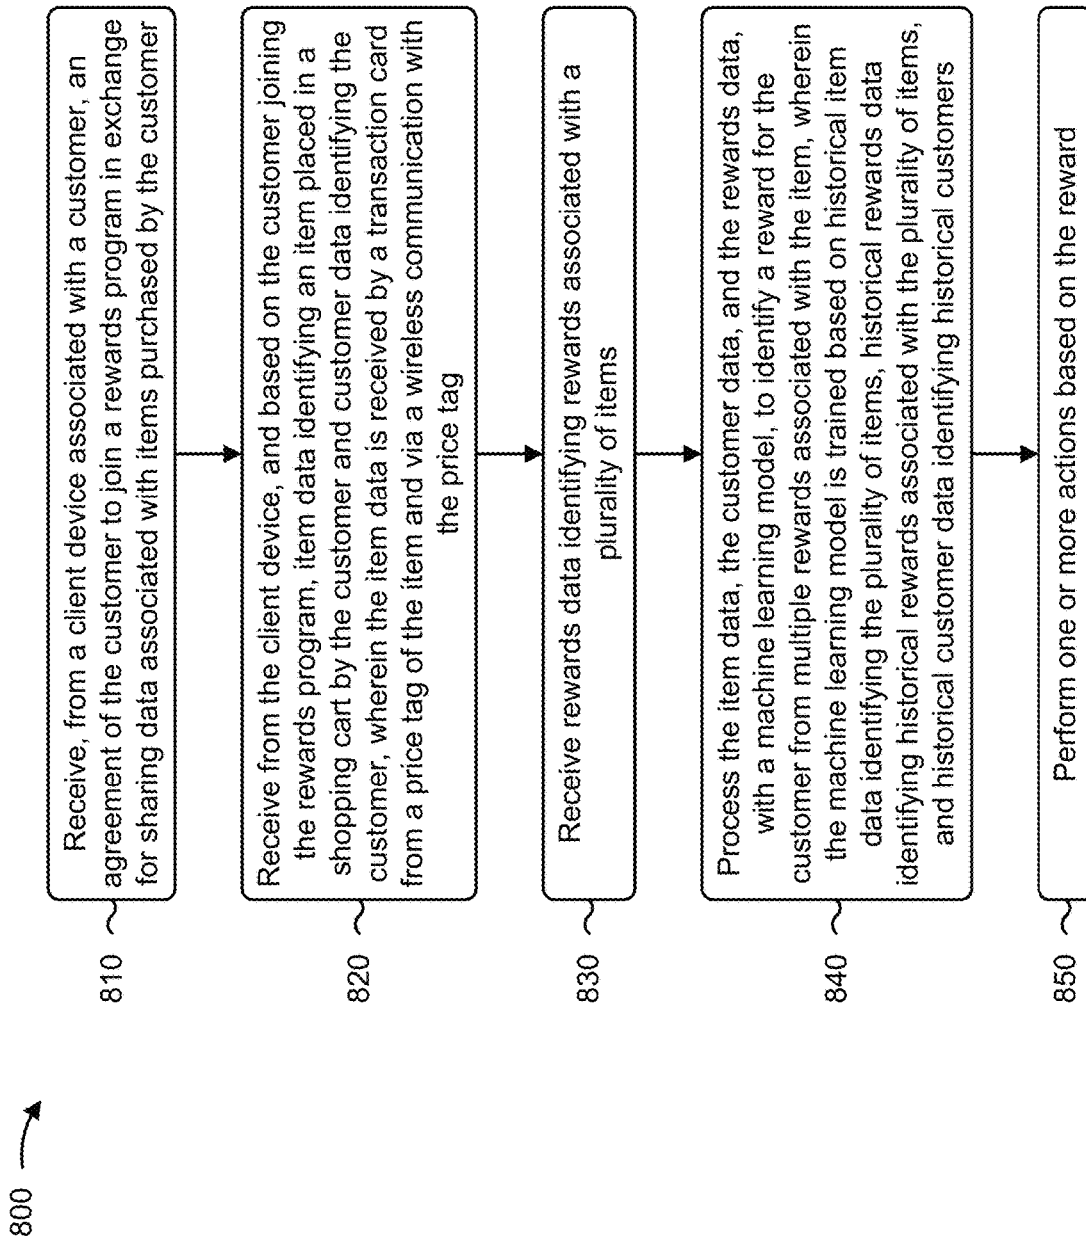 800
810
Receive, from a client device associated with a customer, an
agreement of the customer to join a rewards program in exchange
for sharing data associated with items purchased by the customer
820
Receive from the client device, and based on the customer joining
the rewards program, item data identifying an item placed in a
shopping cart by the customer and customer data identifying the
customer, wherein the item data is received by a transaction card
from a price tag of the item and via a wireless communication with
the price tag
830
Receive rewards data identifying rewards associated with a
plurality of items
840
Process the item data, the customer data, and the rewards data,
with a machine learning model, to identify a reward for the
customer from multiple rewards associated with the item, wherein
the machine learning model is trained based on historical item
data identifying the plurality of items, historical rewards data
identifying historical rewards associated with the plurality of items,
and historical customer data identifying historical customers
850
Perform one or more actions based on the reward